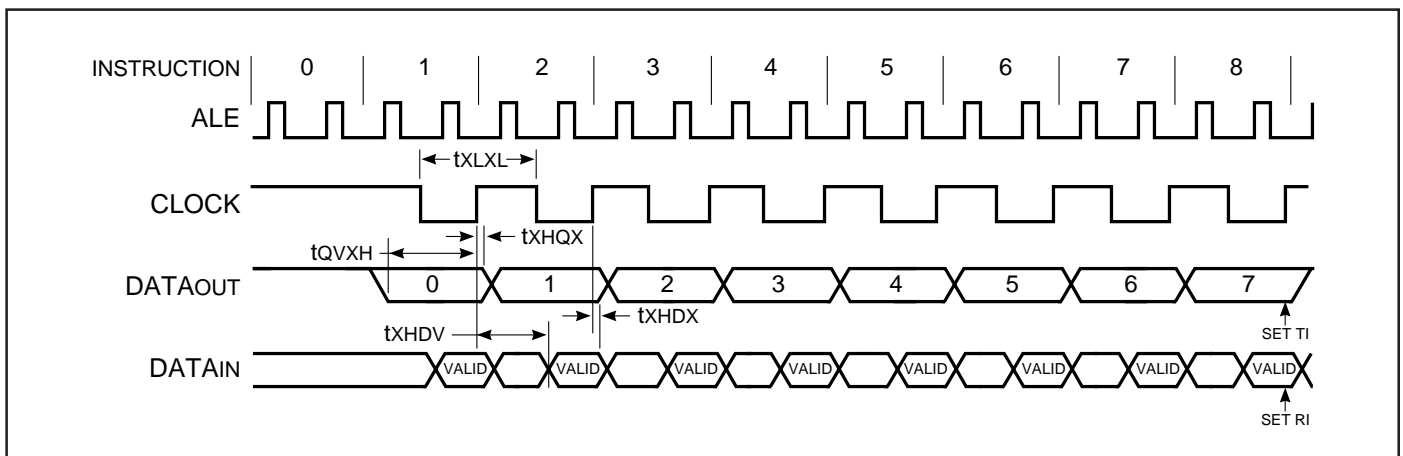 INSTRUCTION 0 1 2 3 4 5 6 7 8
ALE
tXLXL
CLOCK
tXHQX
tQVXH
DATAOUT 0 1 2 3 4 5 6 7
tXHDX
tXHDV
SET TI
DATAIN VALID VALID VALID VALID VALID VALID VALID VALID
SET RI